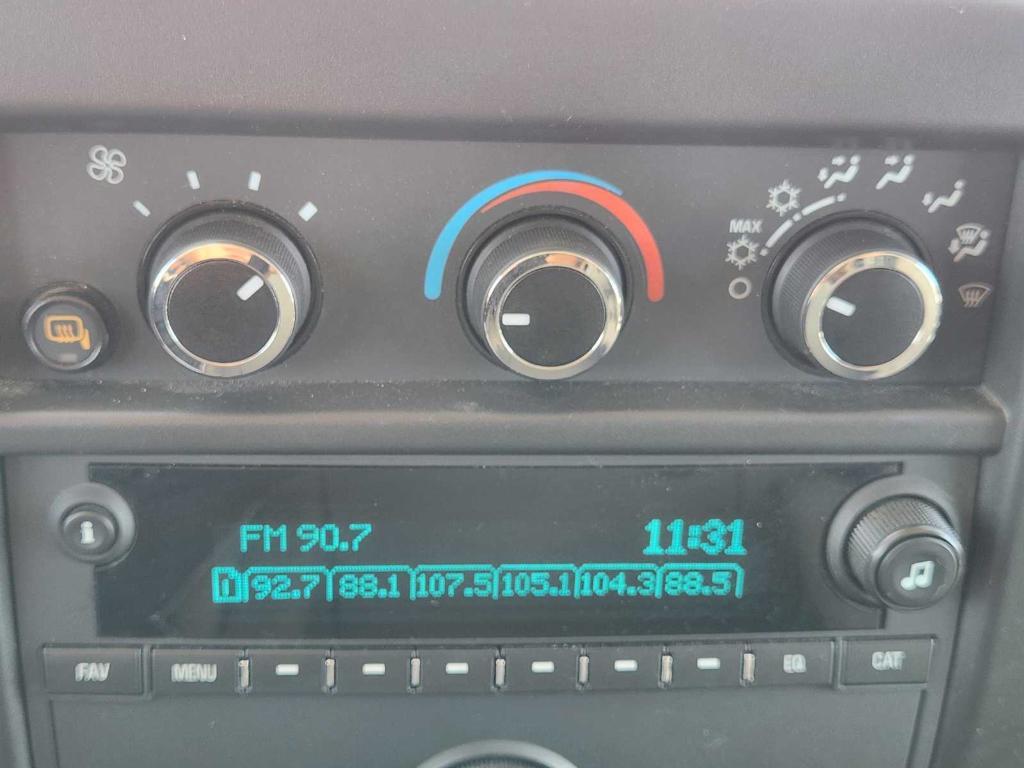 MAX
i
FM 90.7 11:31
1 92.7 88.1 107.5 105.1 104.3 88.5
FAV MENU EQ CAT